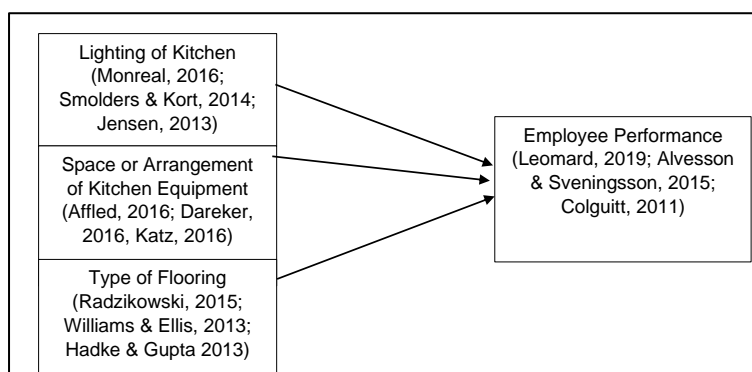 Lighting of Kitchen
(Monreal, 2016;
Smolders & Kort, 2014;
Jensen, 2013)
Space or Arrangement
of Kitchen Equipment
(Affled, 2016; Dareker,
2016, Katz, 2016)
Type of Flooring
(Radzikowski, 2015;
Williams & Ellis, 2013;
Hadke & Gupta 2013)
Employee Performance
(Leomard, 2019; Alvesson
& Sveningsson, 2015;
Colguitt, 2011)